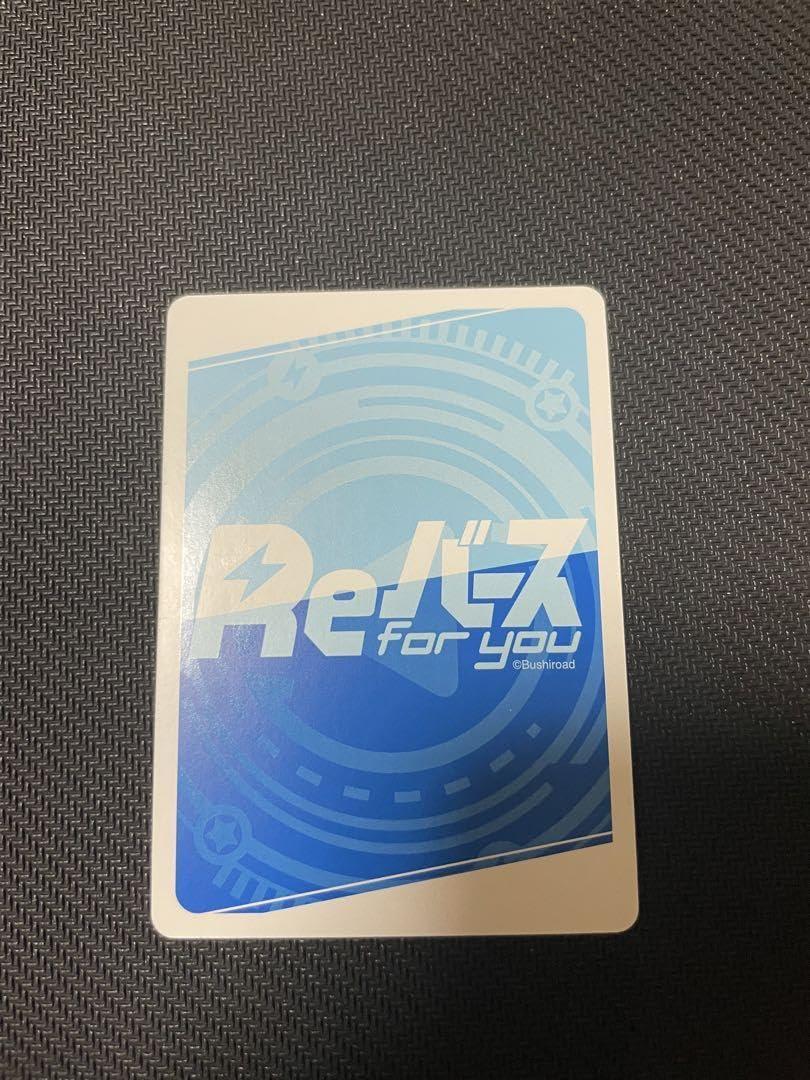 Reバース
for you
©Bushiroad